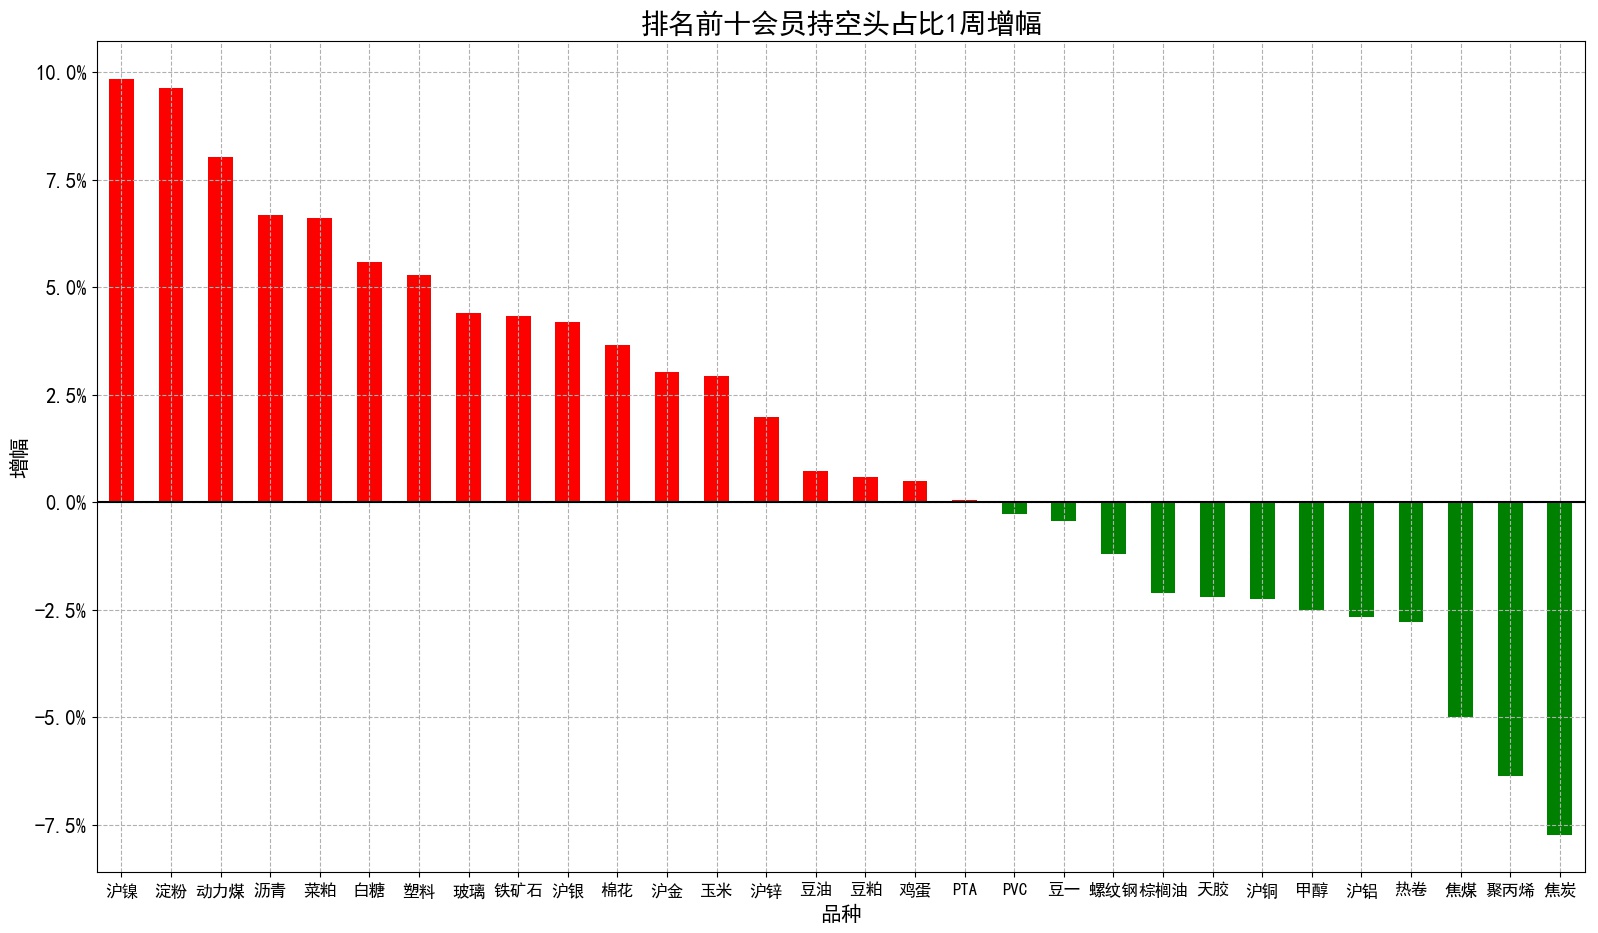 排名前十会员持空头占比1周增幅
10.0%
7.5%
5.0%
2.5%
0.0%
-2.5%
-5.0%
-7.5%
增幅
沪镍 淀粉 动力煤 沥青 菜粕 白糖 塑料 玻璃 铁矿石 沪银 棉花 沪金 玉米 沪锌 豆油 豆粕 鸡蛋 PTA PVC 豆一 螺纹钢 棕榈油 天胶 沪铜 甲醇 沪铝 热卷 焦煤 聚丙烯 焦炭
品种